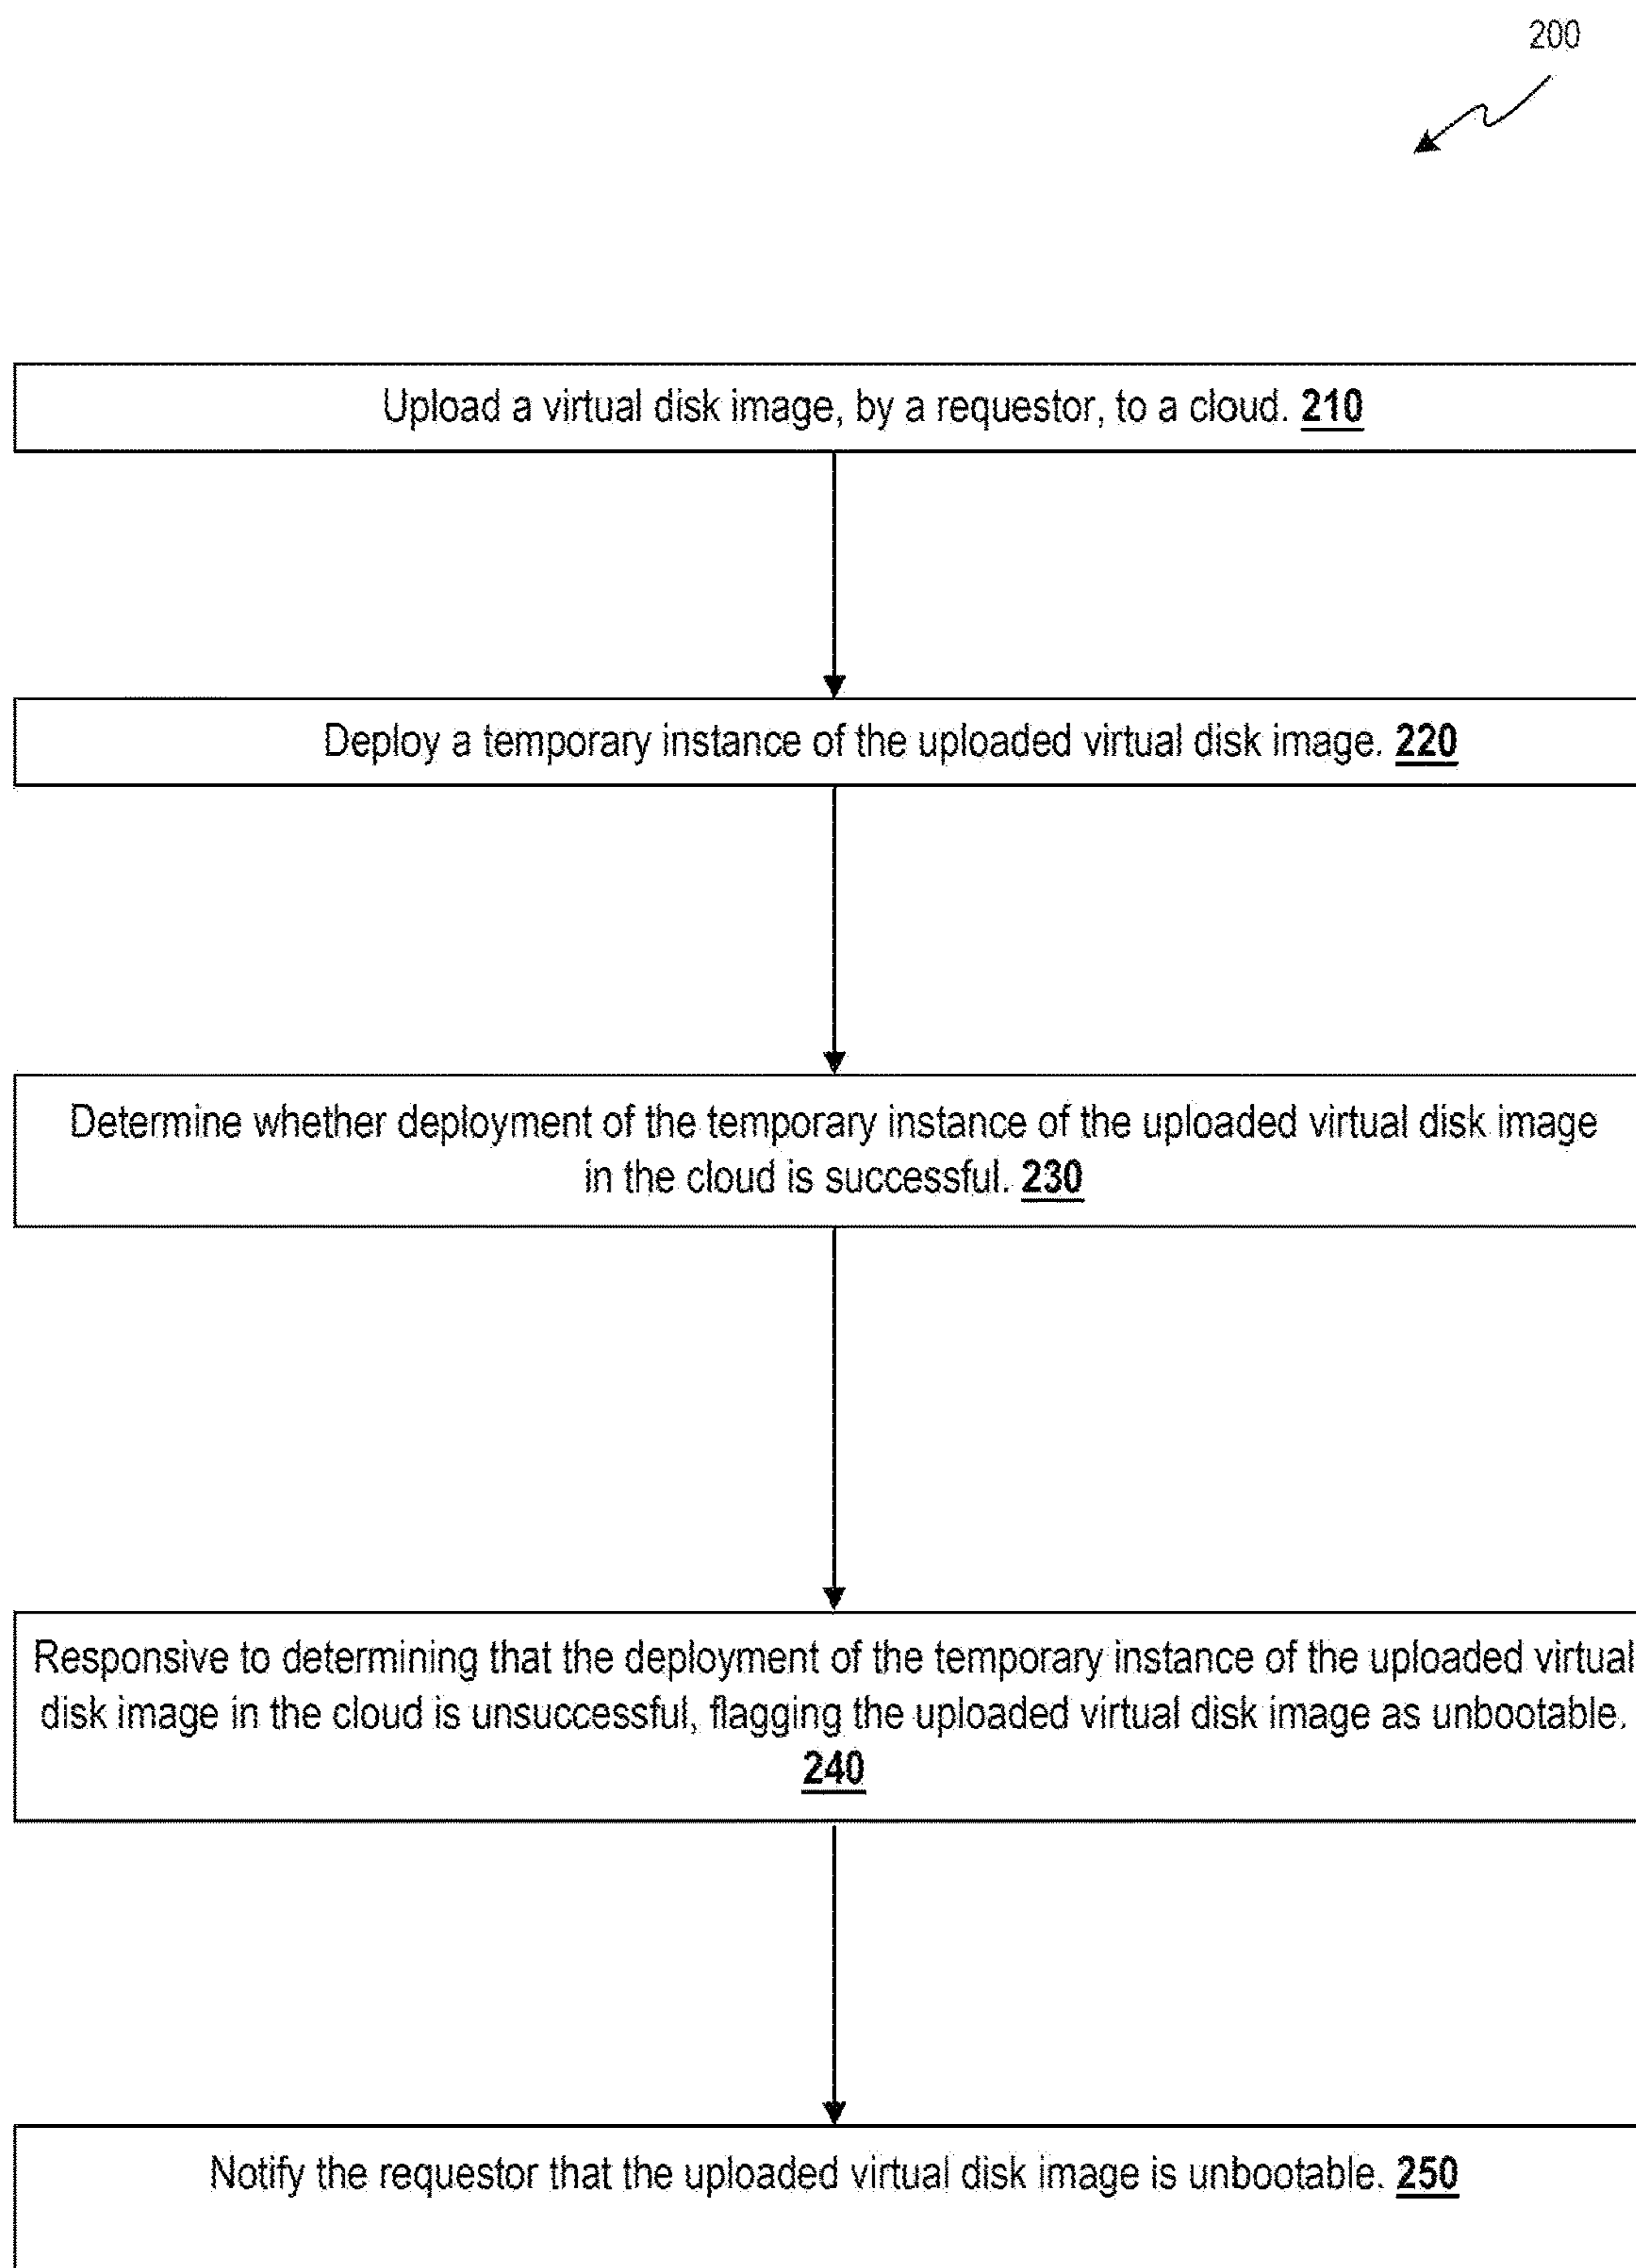 200
Upload a virtual disk image, by a requestor, to a cloud. 210
Deploy a temporary instance of the uploaded virtual disk image. 220
Determine whether deployment of the temporary instance of the uploaded virtual disk image
in the cloud is successful. 230
Responsive to determining that the deployment of the temporary instance of the uploaded virtual
disk image in the cloud is unsuccessful, flagging the uploaded virtual disk image as unbootable.
240
Notify the requestor that the uploaded virtual disk image is unbootable. 250